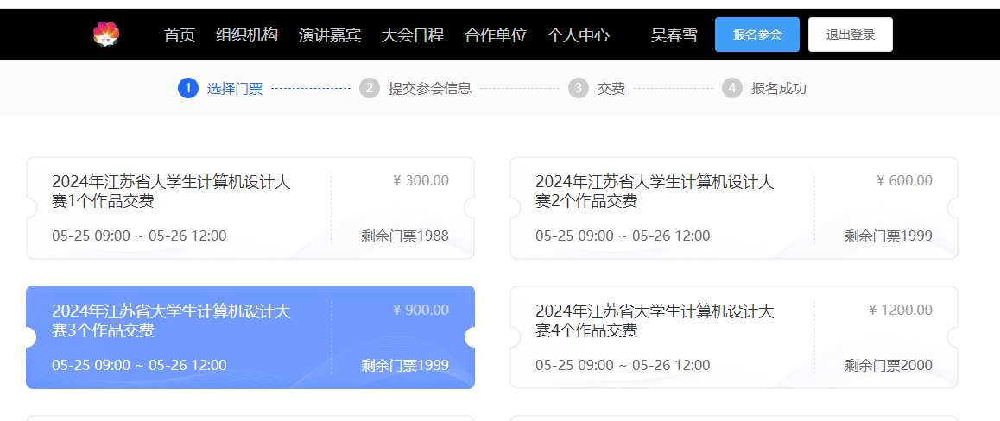 首页 组织机构 演讲嘉宾 大会日程 合作单位 个人中心 吴春雪 报名参会 退出登录
1 选择门票 2 提交参会信息 3 交费 4 报名成功
2024年江苏省大学生计算机设计大
赛1个作品交费
¥ 300.00
05-25 09:00 ~ 05-26 12:00
剩余门票1988
2024年江苏省大学生计算机设计大
赛2个作品交费
¥ 600.00
05-25 09:00 ~ 05-26 12:00
剩余门票1999
2024年江苏省大学生计算机设计大
赛3个作品交费
¥ 900.00
05-25 09:00 ~ 05-26 12:00
剩余门票1999
2024年江苏省大学生计算机设计大
赛4个作品交费
¥ 1200.00
05-25 09:00 ~ 05-26 12:00
剩余门票2000